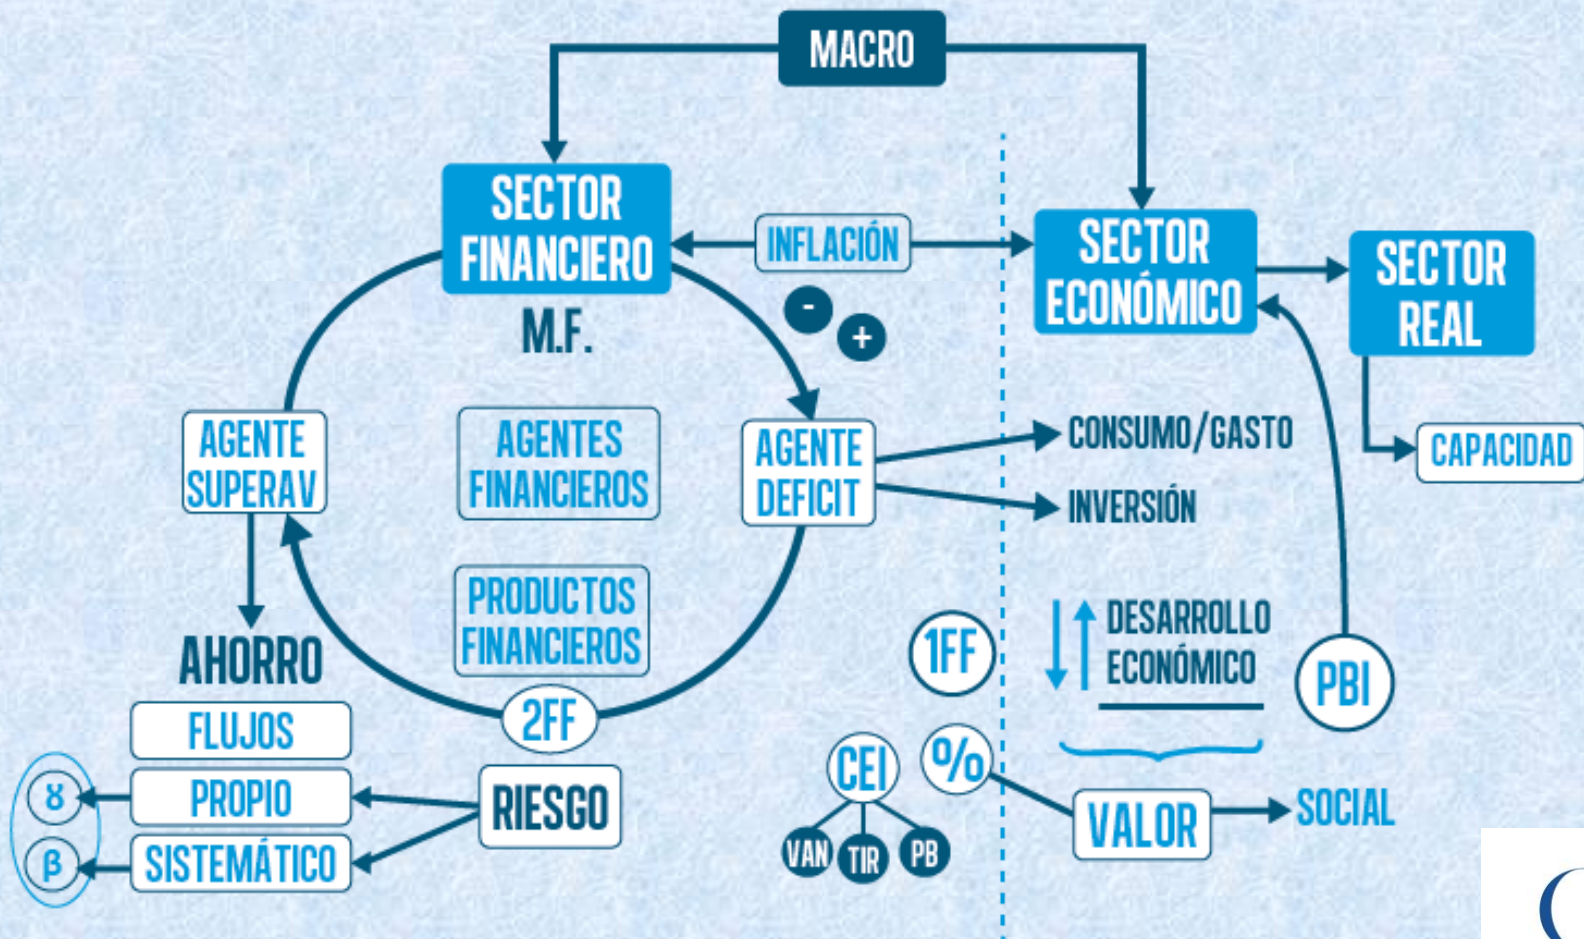 MACRO
SECTOR
FINANCIERO
M.F.
INFLACIÓN
-
+
SECTOR
ECONÓMICO
SECTOR
REAL
CAPACIDAD
AGENTE
SUPERAV
AGENTES
FINANCIEROS
AGENTE
DEFICIT
CONSUMO/GASTO
INVERSIÓN
PRODUCTOS
FINANCIEROS
AHORRO
1FF
DESARROLLO
ECONÓMICO
PBI
2FF
FLUJOS
PROPIO
SISTEMÁTICO
RIESGO
ɣ
β
CEI
%
VAN
TIR
PB
VALOR
SOCIAL